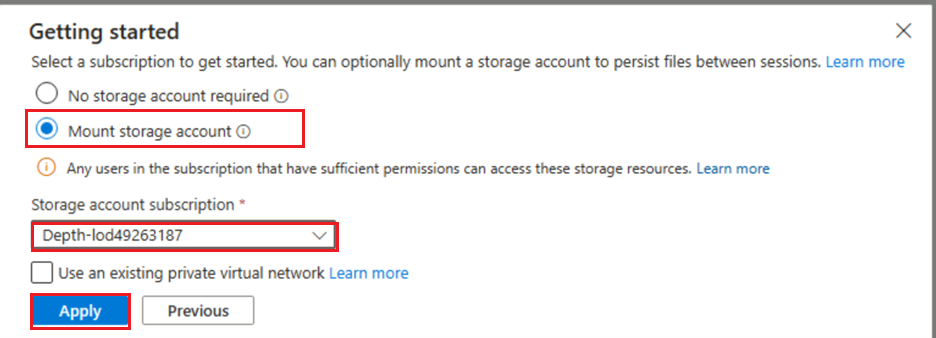 Getting started
Select a subscription to get started. You can optionally mount a storage account to persist files between sessions. Learn more
No storage account required
Mount storage account
Any users in the subscription that have sufficient permissions can access these storage resources. Learn more
Storage account subscription *
Depth-lod49263187
Use an existing private virtual network Learn more
Apply Previous